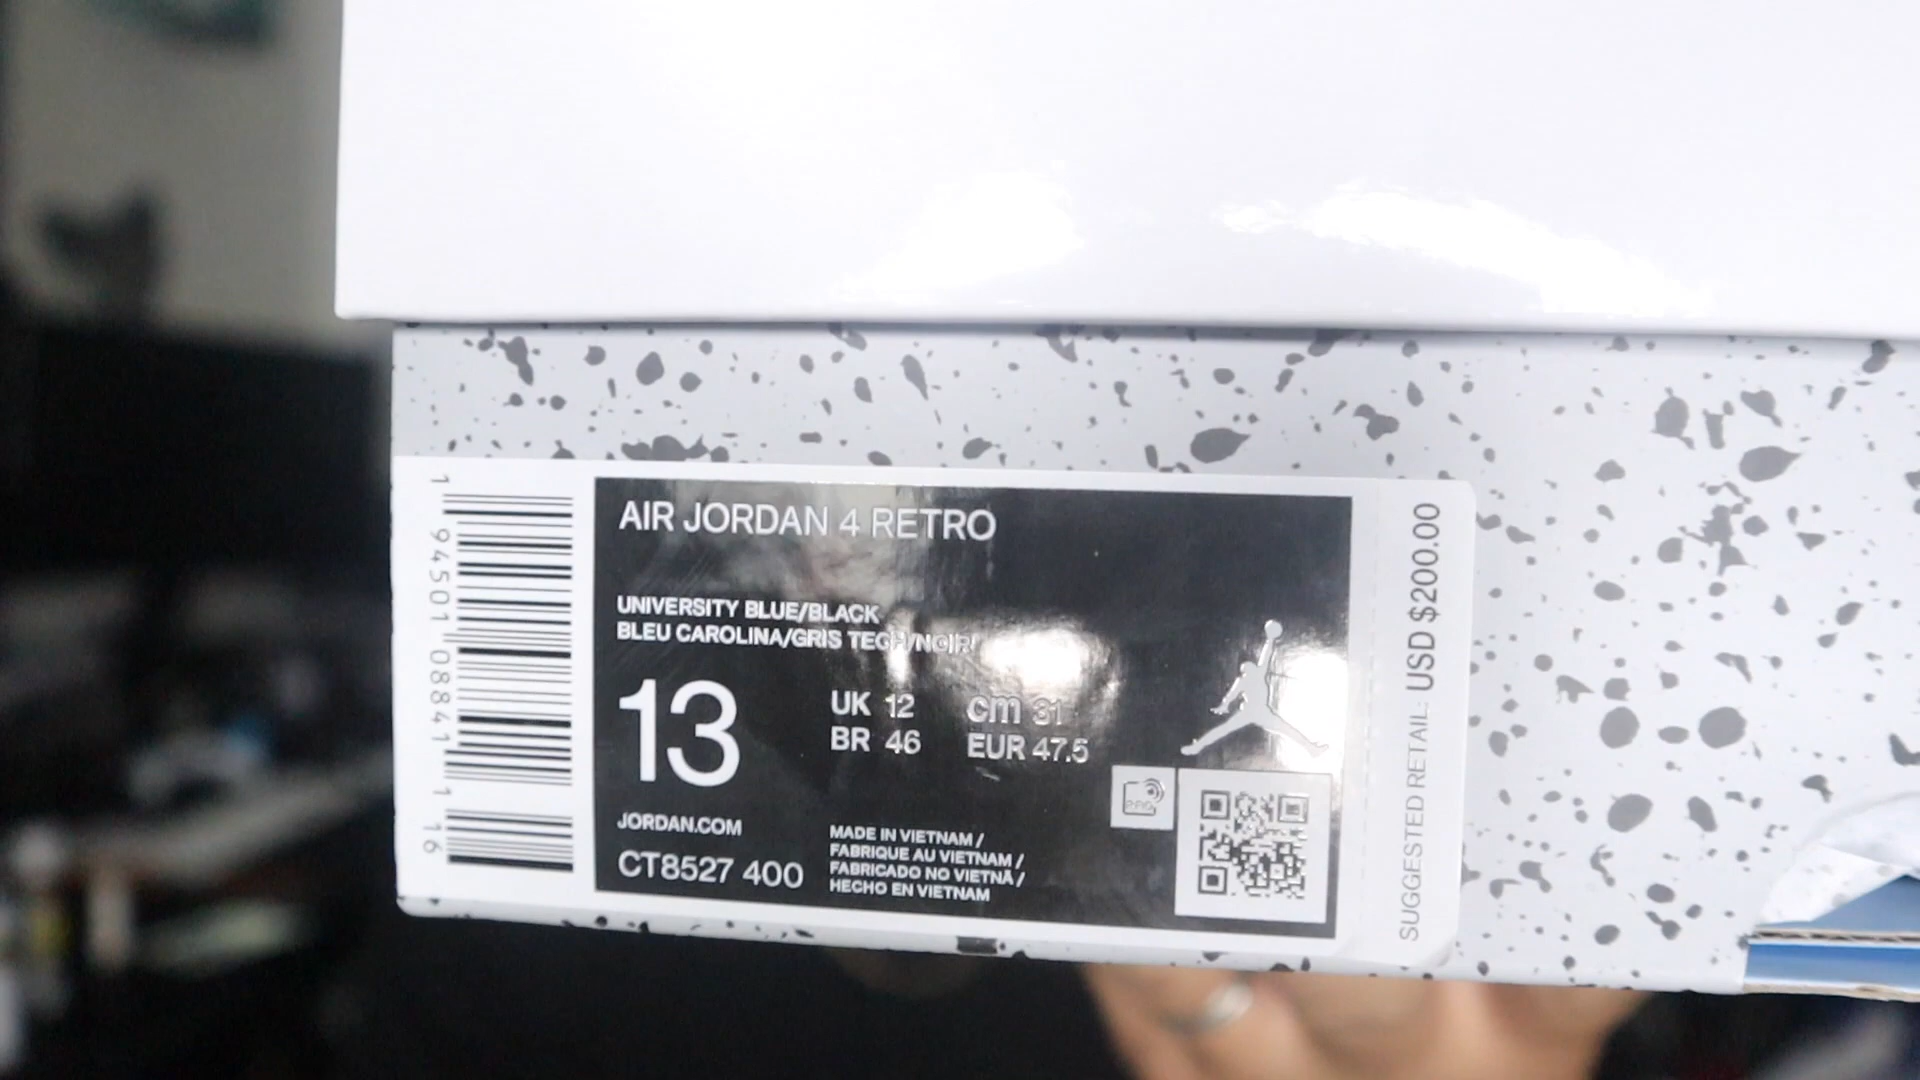 AIR JORDAN 4 RETRO
UNIVERSITY BLUE/BLACK
BLEU CAROLINA/GRIS TECH/NOIR
13
UK 12
cm 31
BR 46
EUR 47.5
JORDAN.COM
CT8527 400
MADE IN VIETNAM /
FABRIQUE AU VIETNAM /
FABRICADO NO VIETNÃ /
HECHO EN VIETNAM
1 94501 08841 1 16
SUGGESTED RETAIL: USD $200.00